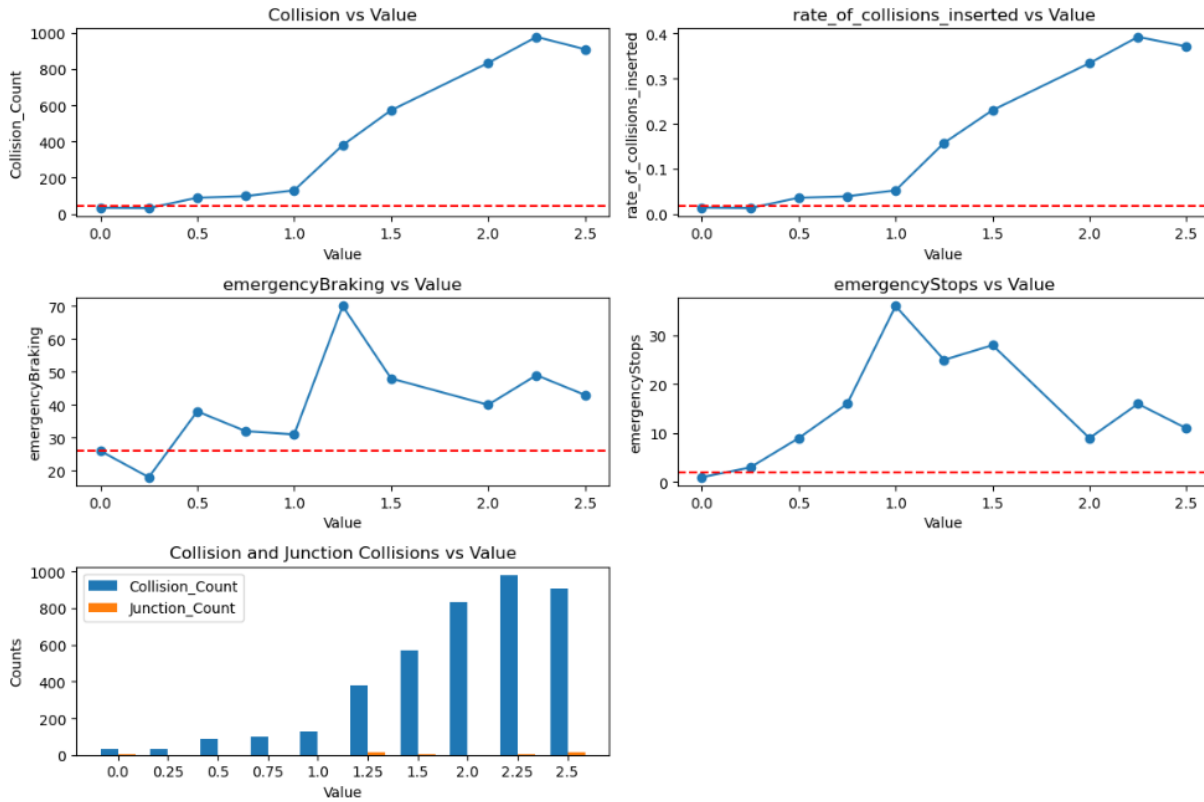 Collision vs Value
Collision_Count
1000
800
600
400
200
0
0.0 0.5 1.0 1.5 2.0 2.5
Value
rate_of_collisions_inserted vs Value
rate_of_collisions_inserted
0.4
0.3
0.2
0.1
0.0
0.0 0.5 1.0 1.5 2.0 2.5
Value
emergencyBraking vs Value
emergencyBraking
70
60
50
40
30
20
0.0 0.5 1.0 1.5 2.0 2.5
Value
emergencyStops vs Value
emergencyStops
30
20
10
0
0.0 0.5 1.0 1.5 2.0 2.5
Value
Collision and Junction Collisions vs Value
Counts
1000
800
600
400
200
0
Collision_Count
Junction_Count
0.0 0.25 0.5 0.75 1.0 1.25 1.5 2.0 2.25 2.5
Value